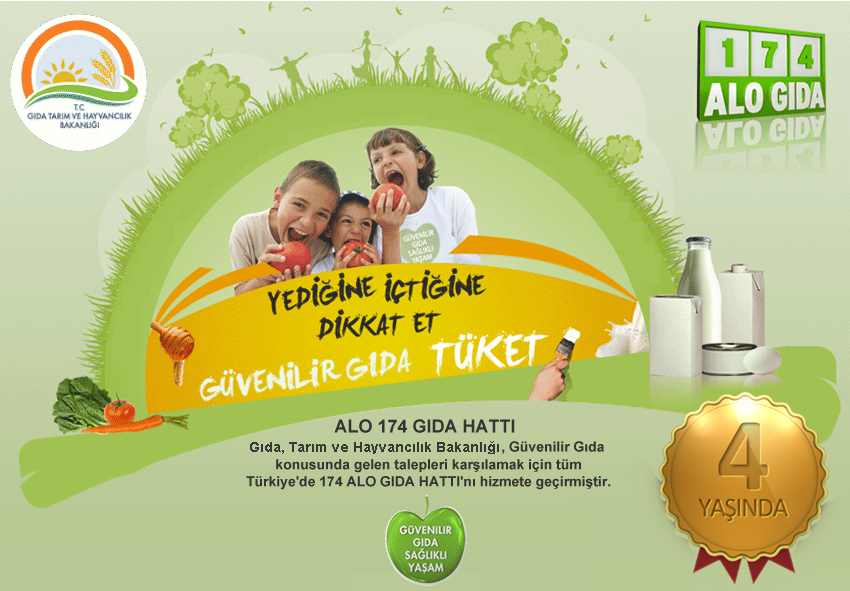 T.C.
GIDA TARIM VE HAYVANCILIK
BAKANLIĞI
174
ALO GIDA
GÜVENİLİR
GIDA
SAĞLIKLI
YAŞAM
YEDİĞİNE İÇTİĞİNE
DİKKAT ET
GÜVENİLİR GIDA TÜKET
ALO 174 GIDA HATTI
Gıda, Tarım ve Hayvancılık Bakanlığı, Güvenilir Gıda
konusunda gelen talepleri karşılamak için tüm
Türkiye'de 174 ALO GIDA HATTI'nı hizmete geçirmiştir.
4
YAŞINDA
GÜVENİLİR
GIDA
SAĞLIKLI
YAŞAM